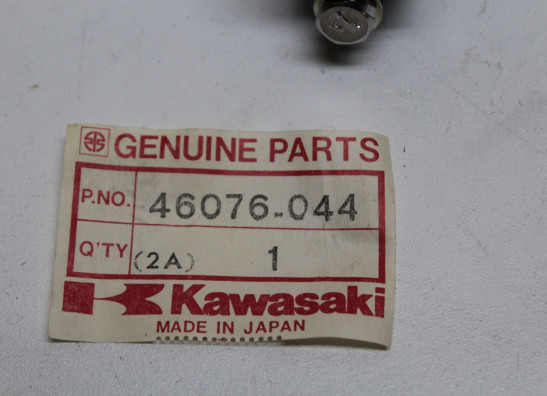 GENUINE PARTS
P.NO. 46076-044
Q'TY (2A) 1
Kawasaki
MADE IN JAPAN